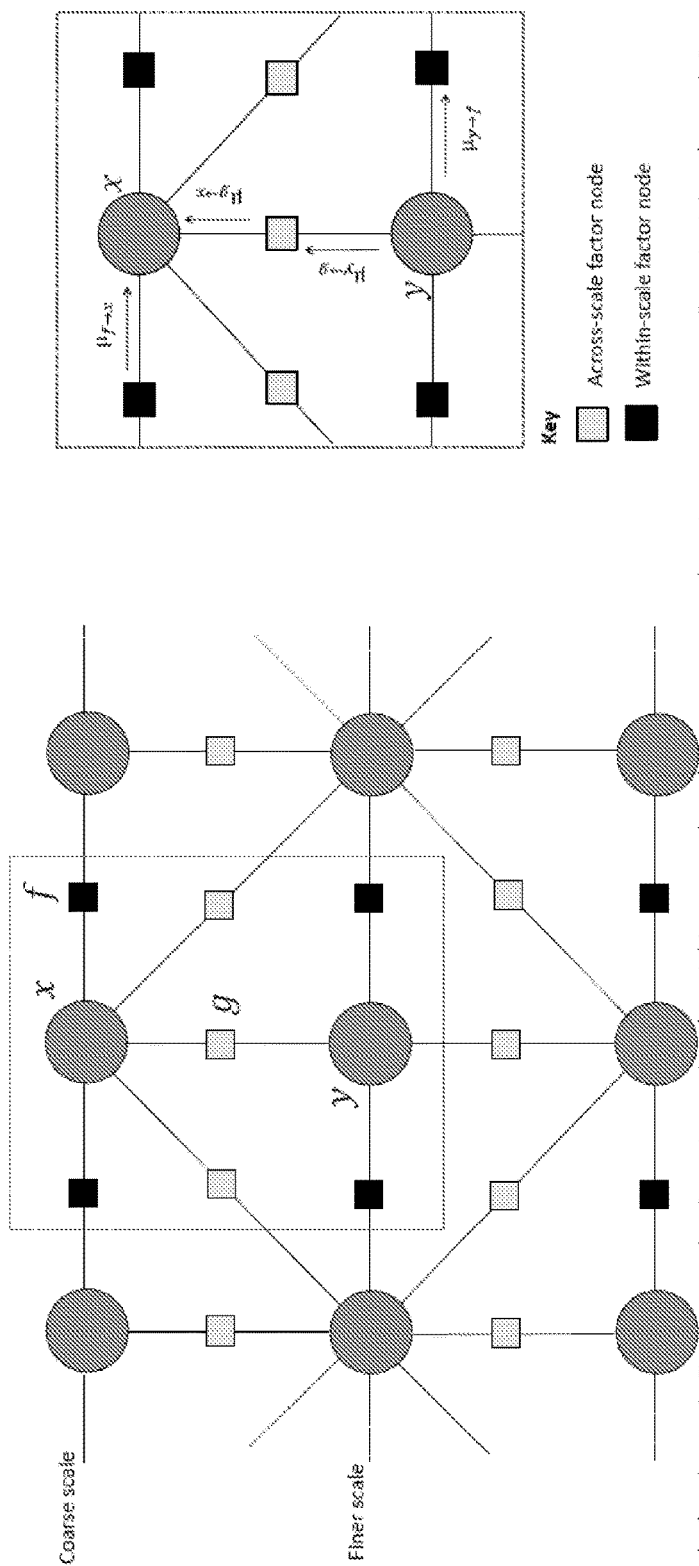 Coarse scale
x
f
g
Finer scale
y
x
μf→x
μg→x
μy→g
y
μy→f
Key
Across-scale factor node
Within-scale factor node